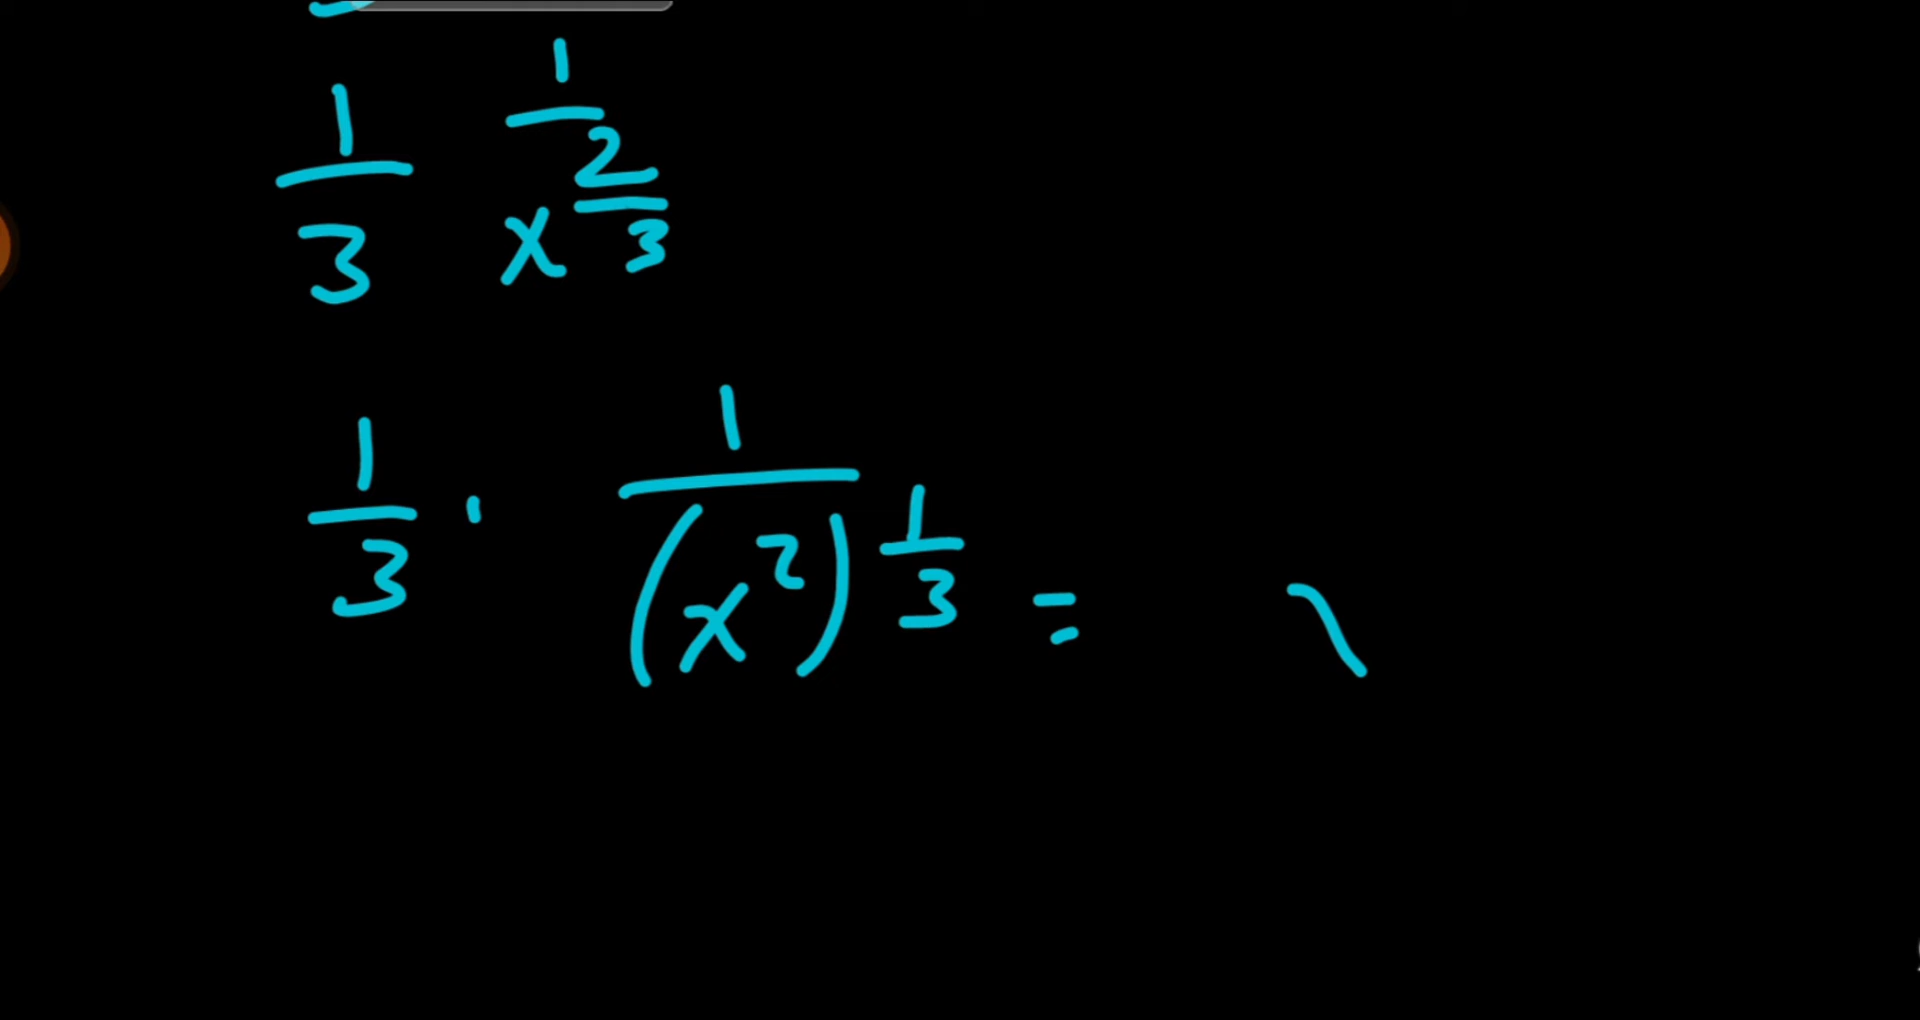 1/3 1/x^(2/3)
1/3 · 1/(x^2)^(1/3) =